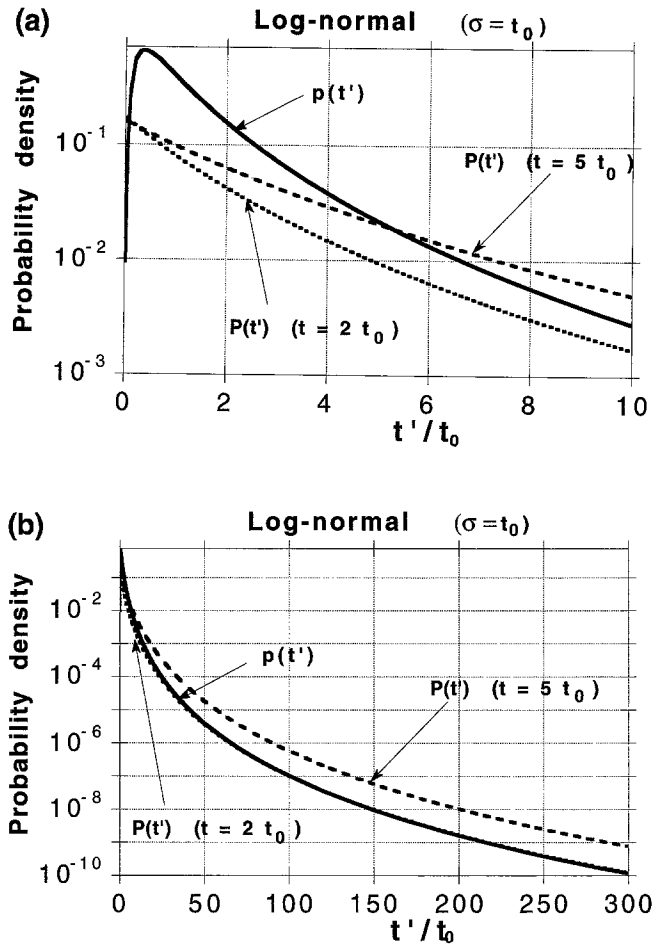 (a)
Log-normal (σ = t₀)
Probability density
10⁻¹
10⁻²
10⁻³
p(t')
P(t') (t = 5 t₀)
P(t') (t = 2 t₀)
0 2 4 6 8 10
t'/t₀
(b)
Log-normal (σ = t₀)
Probability density
10⁻²
10⁻⁴
10⁻⁶
10⁻⁸
10⁻¹⁰
p(t')
P(t') (t = 5 t₀)
P(t') (t = 2 t₀)
0 50 100 150 200 250 300
t'/t₀